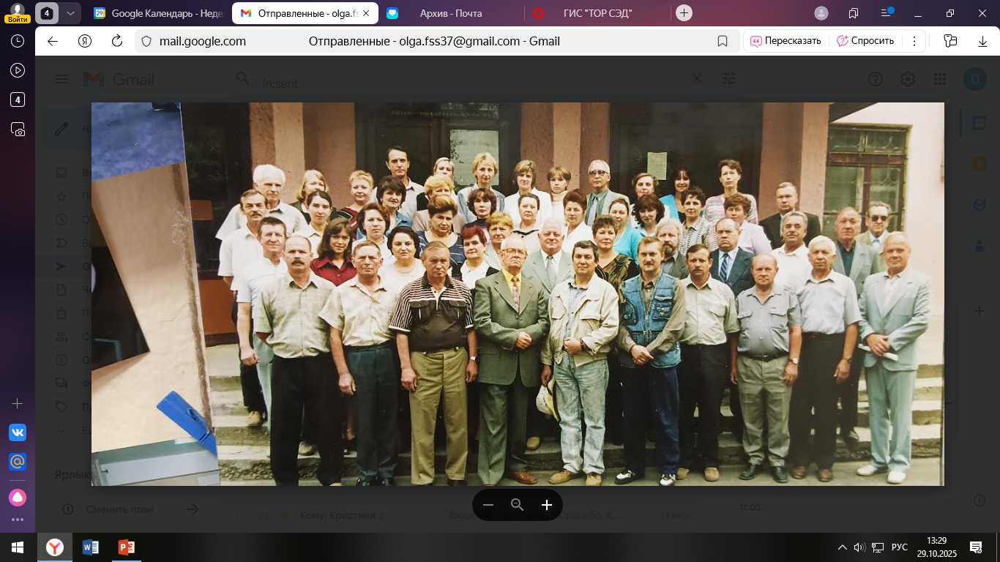 Войти
4
Google Календарь - Неде
Отправленные - olga.fs
Архив - Почта
ГИС "ТОР СЭД"
mail.google.com
Отправленные - olga.fss37@gmail.com - Gmail
Пересказать
Спросить
4
Gmail
in:sent
Ярлык
Сменить план
17:00
Кому: Кристина 2
Спасибо, К...
14 мар.
РУС
13:29
29.10.2025